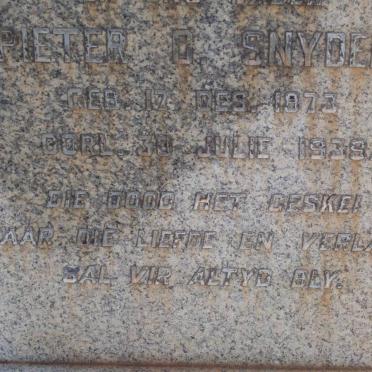 PIETER G. SNYDE
GEB. 17 DES. 1873
OORL. 30 JULIE 1938
DIE DOOD HET GESKEI
AAR DIE LIEFDE EN VERLA
SAL VIR ALTYD BLY.